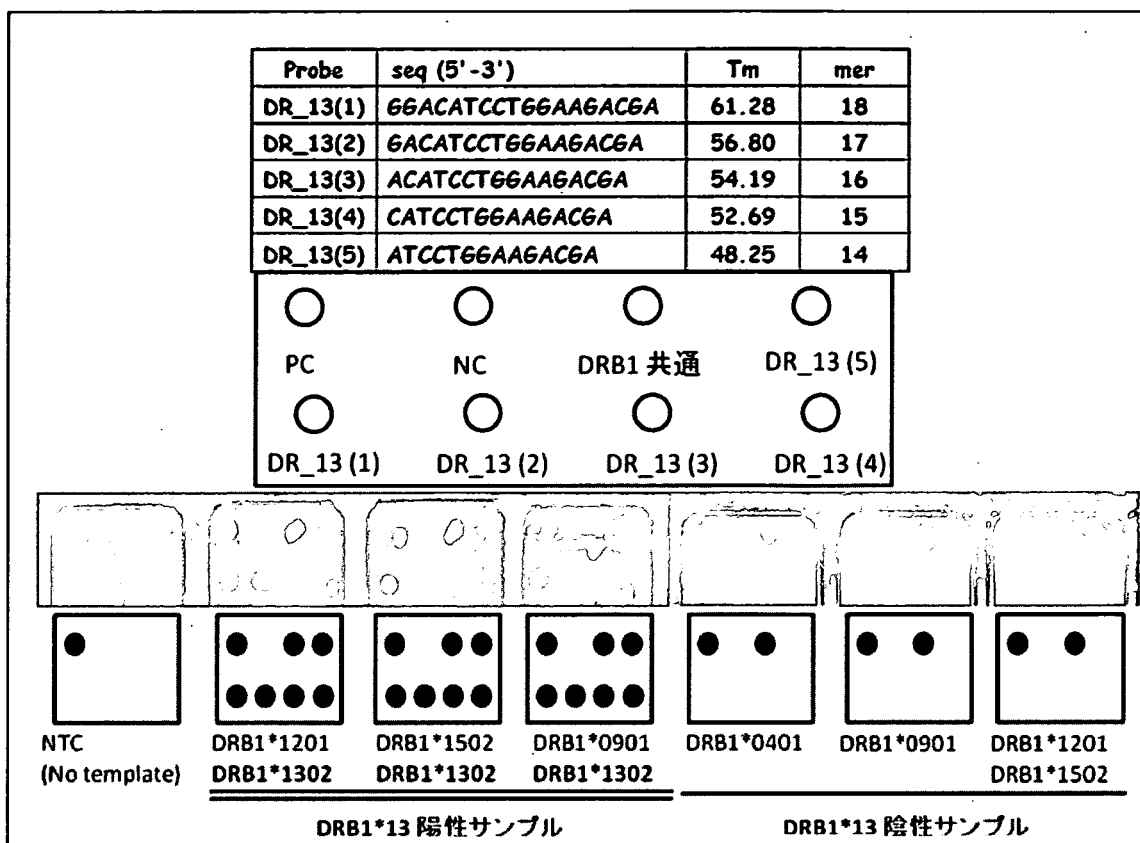 Probe seq (5'-3') Tm mer
DR_13(1) GGACATCCTGGAAGACGA 61.28 18
DR_13(2) GACATCCTGGAAGACGA 56.80 17
DR_13(3) ACATCCTGGAAGACGA 54.19 16
DR_13(4) CATCCTGGAAGACGA 52.69 15
DR_13(5) ATCCTGGAAGACGA 48.25 14
PC NC DRB1 共通 DR_13 (5)
DR_13 (1) DR_13 (2) DR_13 (3) DR_13 (4)
NTC DRB1*1201 DRB1*1502 DRB1*0901 DRB1*0401 DRB1*0901 DRB1*1201
(No template) DRB1*1302 DRB1*1302 DRB1*1302 DRB1*1502
DRB1*13 陽性サンプル DRB1*13 陰性サンプル